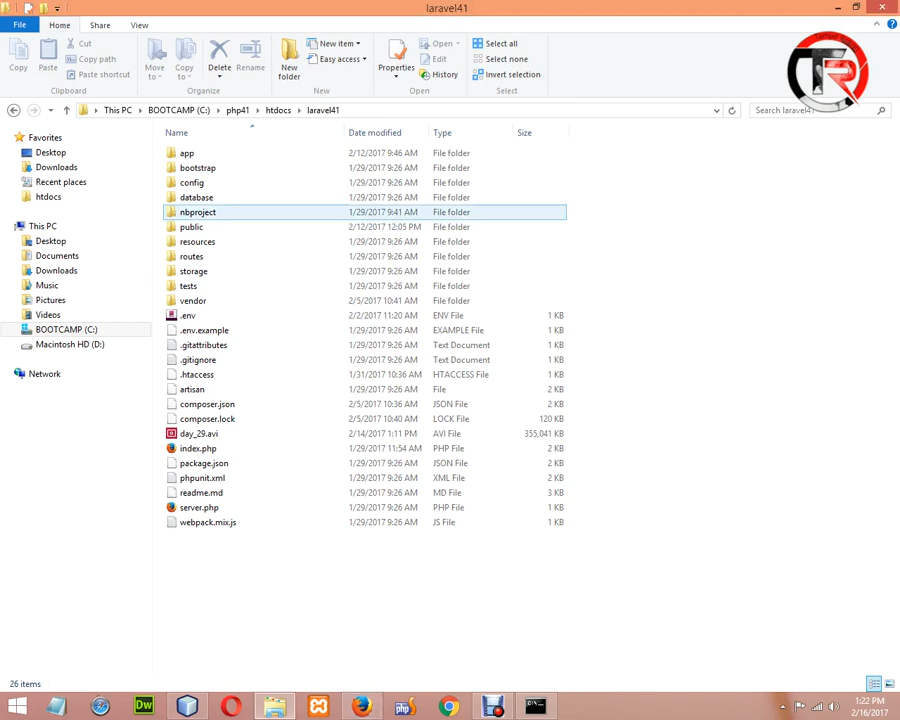 laravel41
File
Home
Share
View
Copy
Paste
Cut
Copy path
Paste shortcut
Clipboard
Move to
Copy to
Delete
Rename
Organize
New folder
New item
Easy access
New
Properties
Open
Edit
History
Open
Select all
Select none
Invert selection
Select
This PC
BOOTCAMP (C:)
php41
htdocs
laravel41
Search laravel41
Name
Date modified
Type
Size
Favorites
Desktop
Downloads
Recent places
htdocs
This PC
Desktop
Documents
Downloads
Music
Pictures
Videos
BOOTCAMP (C:)
Macintosh HD (D:)
Network
app 2/12/2017 9:46 AM File folder
bootstrap 1/29/2017 9:26 AM File folder
config 1/29/2017 9:26 AM File folder
database 1/29/2017 9:26 AM File folder
nbproject 1/29/2017 9:41 AM File folder
public 2/12/2017 12:05 PM File folder
resources 1/29/2017 9:26 AM File folder
routes 1/29/2017 9:26 AM File folder
storage 1/29/2017 9:26 AM File folder
tests 1/29/2017 9:26 AM File folder
vendor 2/5/2017 10:41 AM File folder
.env 2/2/2017 11:20 AM ENV File 1 KB
.env.example 1/29/2017 9:26 AM EXAMPLE File 1 KB
.gitattributes 1/29/2017 9:26 AM Text Document 1 KB
.gitignore 1/29/2017 9:26 AM Text Document 1 KB
.htaccess 1/31/2017 10:36 AM HTACCESS File 1 KB
artisan 1/29/2017 9:26 AM File 2 KB
composer.json 2/5/2017 10:36 AM JSON File 2 KB
composer.lock 2/5/2017 10:40 AM LOCK File 120 KB
day_29.avi 2/14/2017 1:11 PM AVI File 355,041 KB
index.php 1/29/2017 11:54 AM PHP File 2 KB
package.json 1/29/2017 9:26 AM JSON File 2 KB
phpunit.xml 1/29/2017 9:26 AM XML File 2 KB
readme.md 1/29/2017 9:26 AM MD File 3 KB
server.php 1/29/2017 9:26 AM PHP File 1 KB
webpack.mix.js 1/29/2017 9:26 AM JS File 1 KB
26 items
Dw
php
1:22 PM
2/16/2017